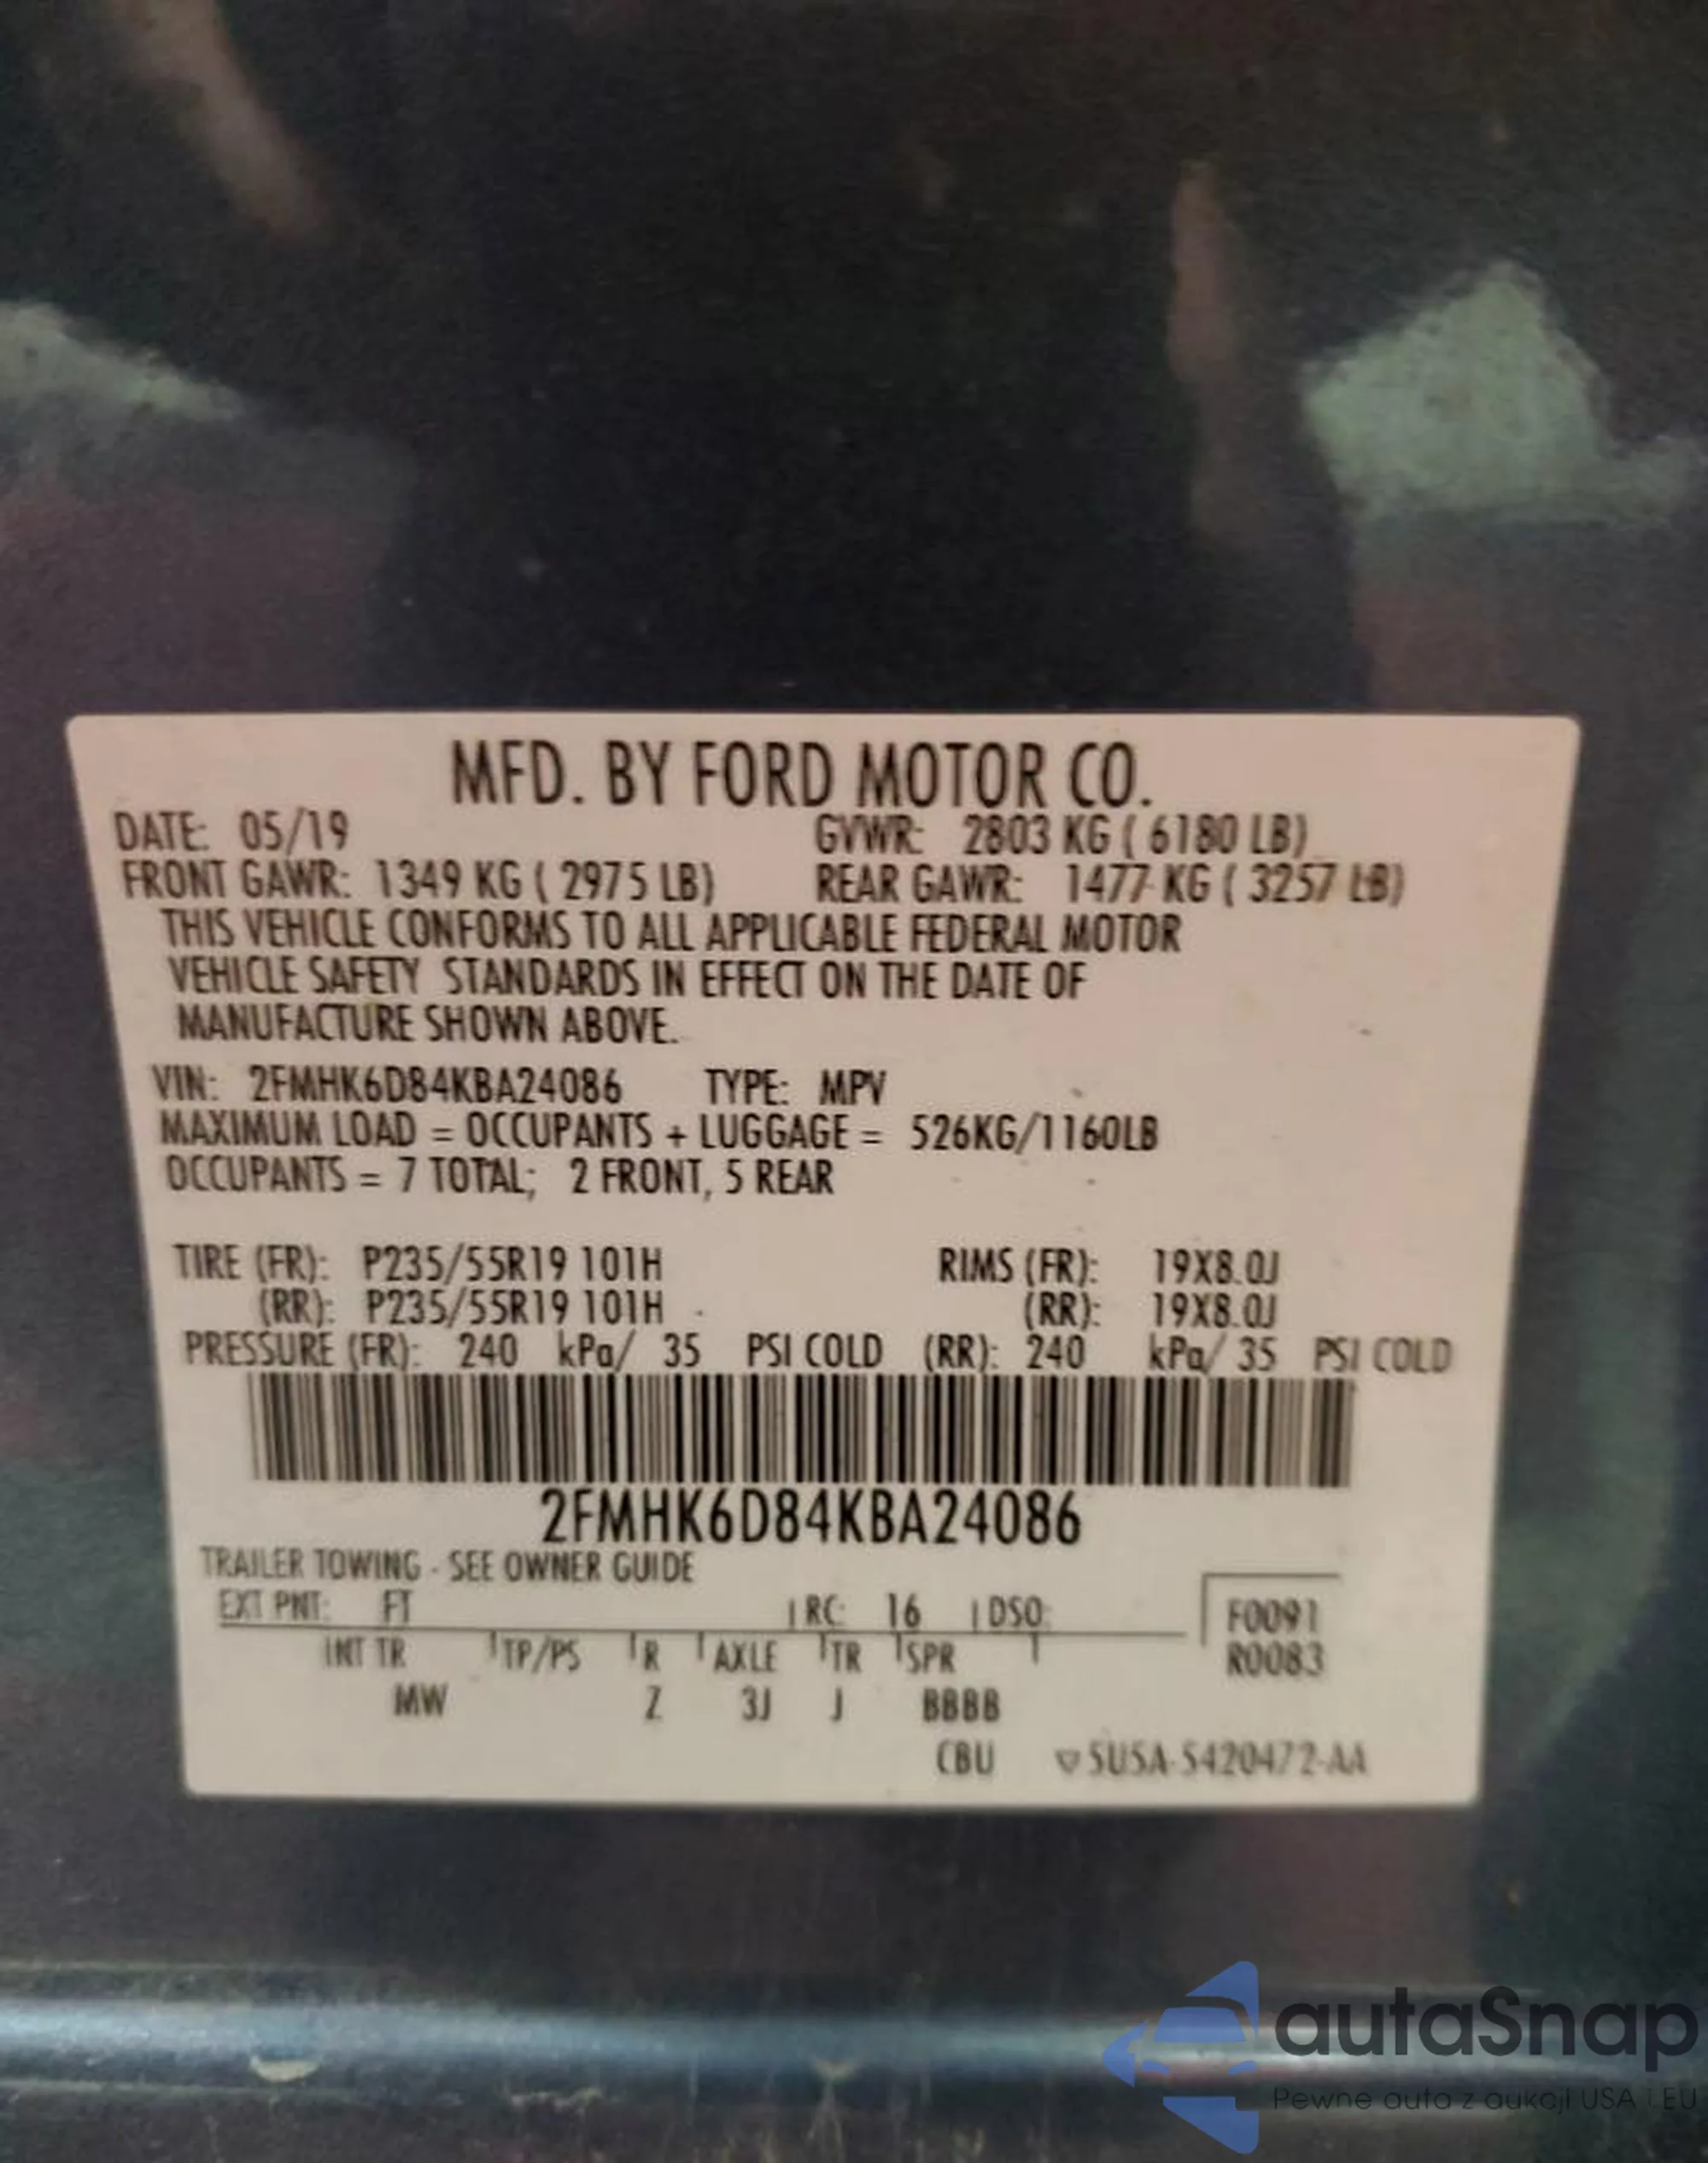 MFD. BY FORD MOTOR CO.
DATE: 05/19 GVWR: 2803 KG ( 6180 LB)
FRONT GAWR: 1349 KG ( 2975 LB) REAR GAWR: 1477 KG ( 3257 LB)
THIS VEHICLE CONFORMS TO ALL APPLICABLE FEDERAL MOTOR
VEHICLE SAFETY STANDARDS IN EFFECT ON THE DATE OF
MANUFACTURE SHOWN ABOVE.
VIN: 2FMHK6D84KBA24086 TYPE: MPV
MAXIMUM LOAD = OCCUPANTS + LUGGAGE = 526KG/1160LB
OCCUPANTS = 7 TOTAL; 2 FRONT, 5 REAR
TIRE (FR): P235/55R19 101H RIMS (FR): 19X8.0J
(RR): P235/55R19 101H (RR): 19X8.0J
PRESSURE (FR): 240 kPa/ 35 PSI COLD (RR): 240 kPa/ 35 PSI COLD
2FMHK6D84KBA24086
TRAILER TOWING - SEE OWNER GUIDE
EXT PNT: FT RC: 16 DSO: F0091
INT TR TP/PS R AXLE TR SPR R0083
MW Z 3J J BBBB
CBU 5U5A-5420472-AA
autaSnap
Pewne auta z aukcji USA i EU